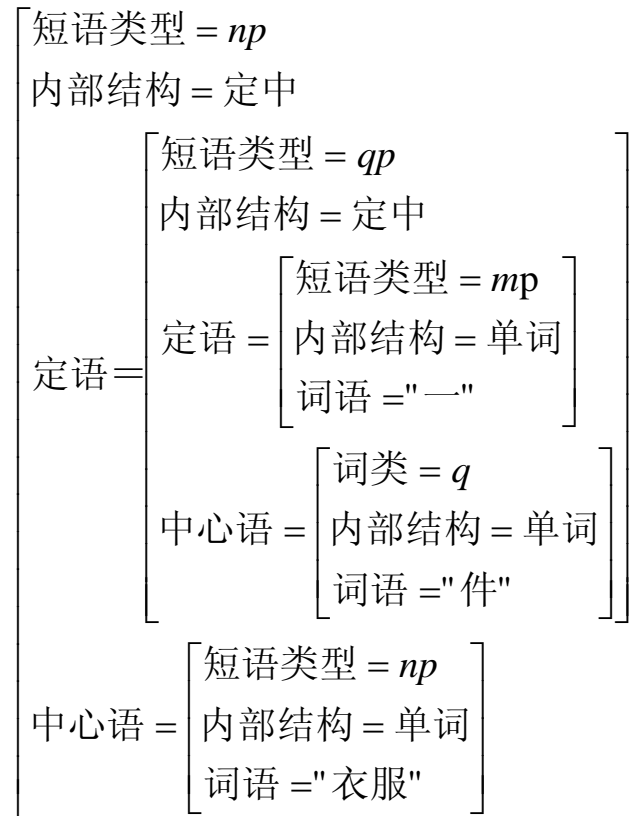 短语类型 = np
内部结构 = 定中
短语类型 = qp
内部结构 = 定中
短语类型 = mp
定语 = 内部结构 = 单词
词语 ="一"
定语＝
词类 = q
中心语 = 内部结构 = 单词
词语 ="件"
短语类型 = np
中心语 = 内部结构 = 单词
词语 ="衣服"